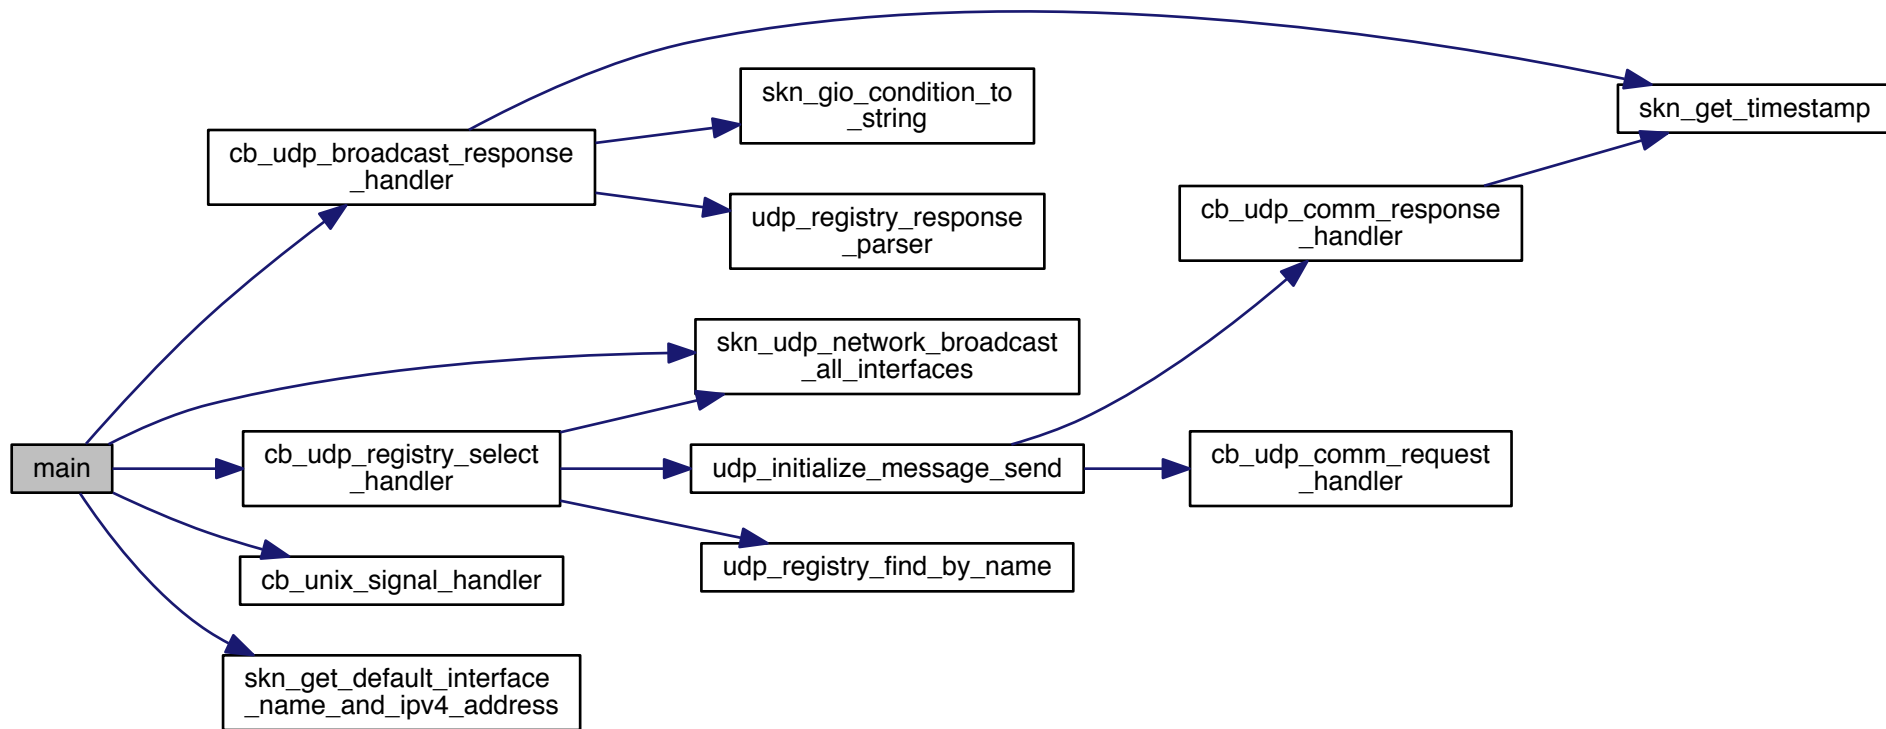 skn_gio_condition_to
_string
skn_get_timestamp
cb_udp_broadcast_response
_handler
udp_registry_response
_parser
cb_udp_comm_response
_handler
skn_udp_network_broadcast
_all_interfaces
main
cb_udp_registry_select
_handler
udp_initialize_message_send
cb_udp_comm_request
_handler
cb_unix_signal_handler
udp_registry_find_by_name
skn_get_default_interface
_name_and_ipv4_address